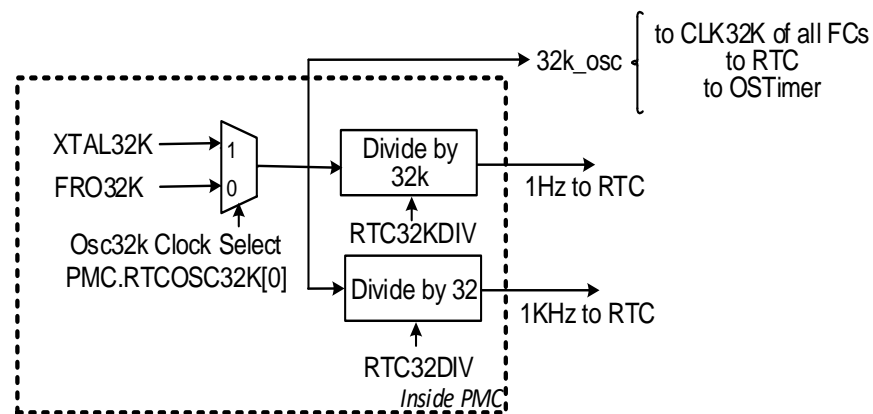 to CLK32K of all FCs
32k_osc
to RTC
to OSTimer
XTAL32K
1
Divide by
32k
FRO32K
0
1Hz to RTC
RTC32KDIV
Osc32k Clock Select
PMC.RTCOSC32K[0]
Divide by 32
1KHz to RTC
RTC32DIV
Inside PMC